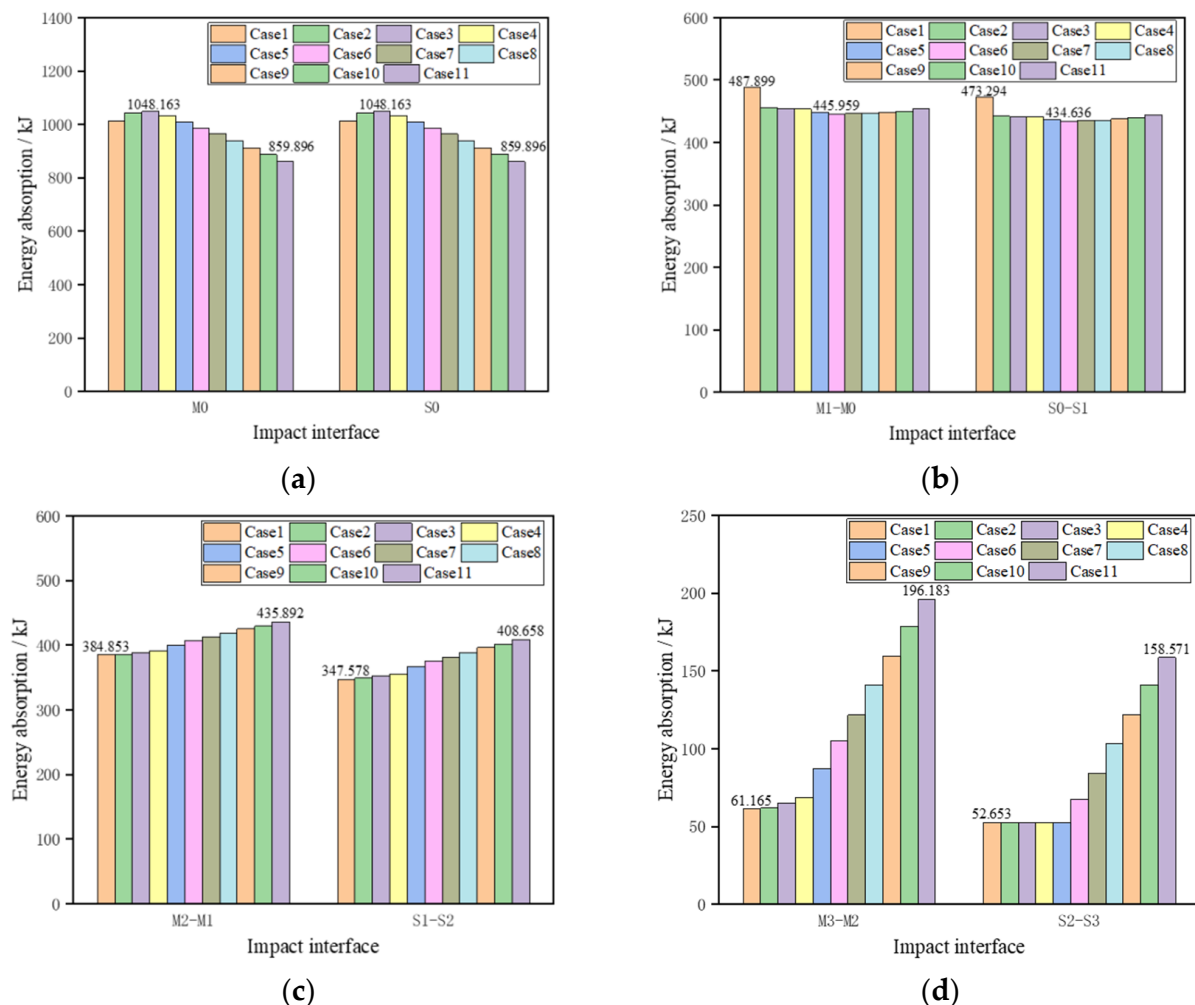 1400
1200
1000
800
600
400
200
0
Energy absorption / kJ
Case1 Case2 Case3 Case4
Case5 Case6 Case7 Case8
Case9 Case10 Case11
1048.163
859.896
1048.163
859.896
M0 S0
Impact interface
(a)
600
500
400
300
200
100
0
Energy absorption / kJ
Case1 Case2 Case3 Case4
Case5 Case6 Case7 Case8
Case9 Case10 Case11
487.899
445.959
473.294
434.636
M1-M0 S0-S1
Impact interface
(b)
600
500
400
300
200
100
0
Energy absorption / kJ
Case1 Case2 Case3 Case4
Case5 Case6 Case7 Case8
Case9 Case10 Case11
384.853
435.892
347.578
408.658
M2-M1 S1-S2
Impact interface
(c)
250
200
150
100
50
0
Energy absorption / kJ
Case1 Case2 Case3 Case4
Case5 Case6 Case7 Case8
Case9 Case10 Case11
61.165
196.183
52.653
158.571
M3-M2 S2-S3
Impact interface
(d)